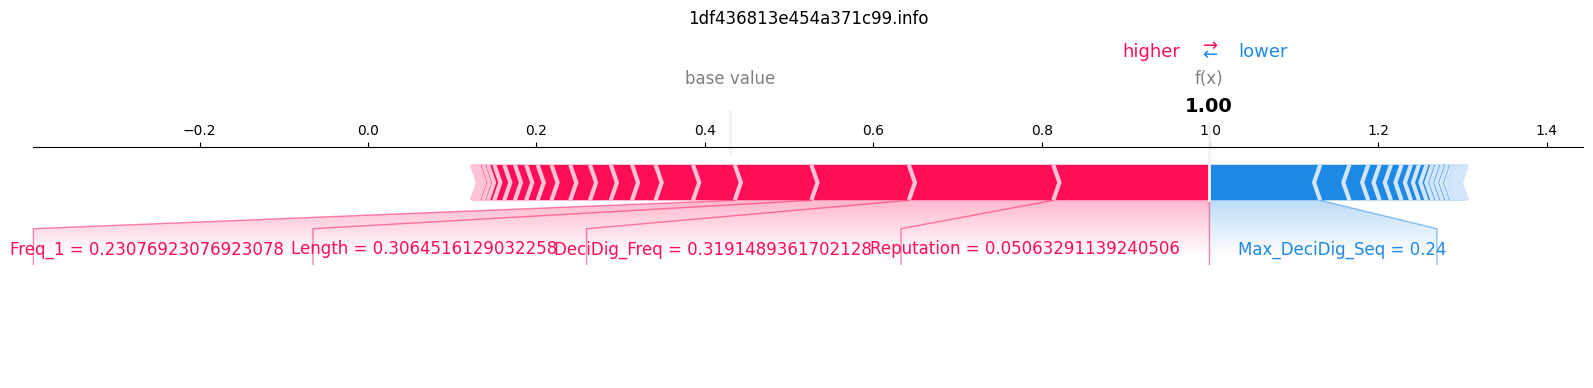 1df436813e454a371c99.info
higher → ← lower
base value f(x)
1.00
−0.2 0.0 0.2 0.4 0.6 0.8 1.0 1.2 1.4
Freq_1 = 0.23076923076923078 Length = 0.3064516129032258 DeciDig_Freq = 0.3191489361702128 Reputation = 0.05063291139240506 Max_DeciDig_Seq = 0.24